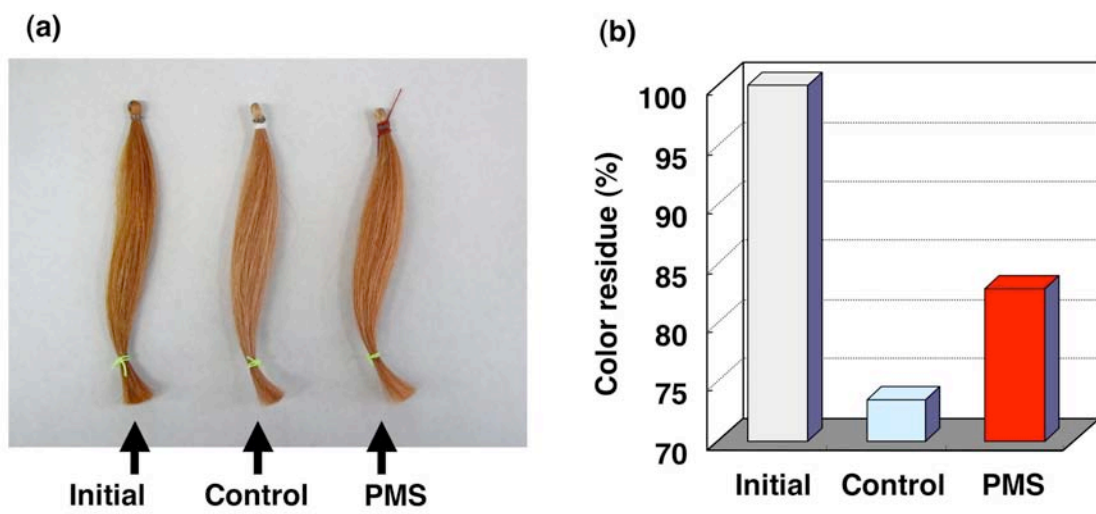 (a)
Initial
Control
PMS
(b)
Color residue (%)
100
95
90
85
80
75
70
Initial
Control
PMS